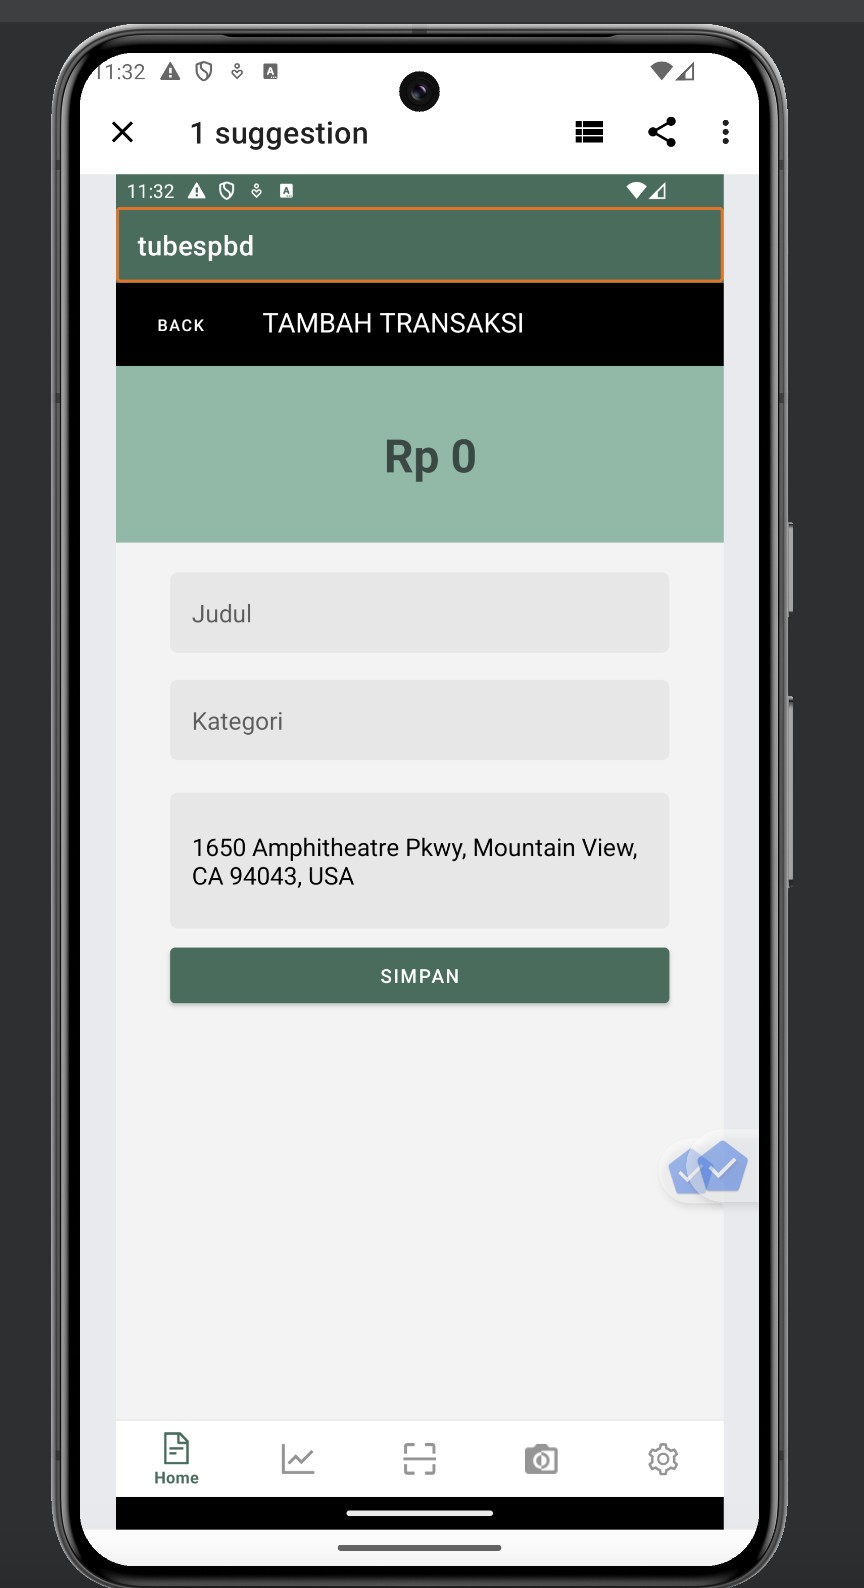 11:32
1 suggestion
11:32
tubespbd
BACK
TAMBAH TRANSAKSI
Rp 0
Judul
Kategori
1650 Amphitheatre Pkwy, Mountain View,
CA 94043, USA
SIMPAN
Home